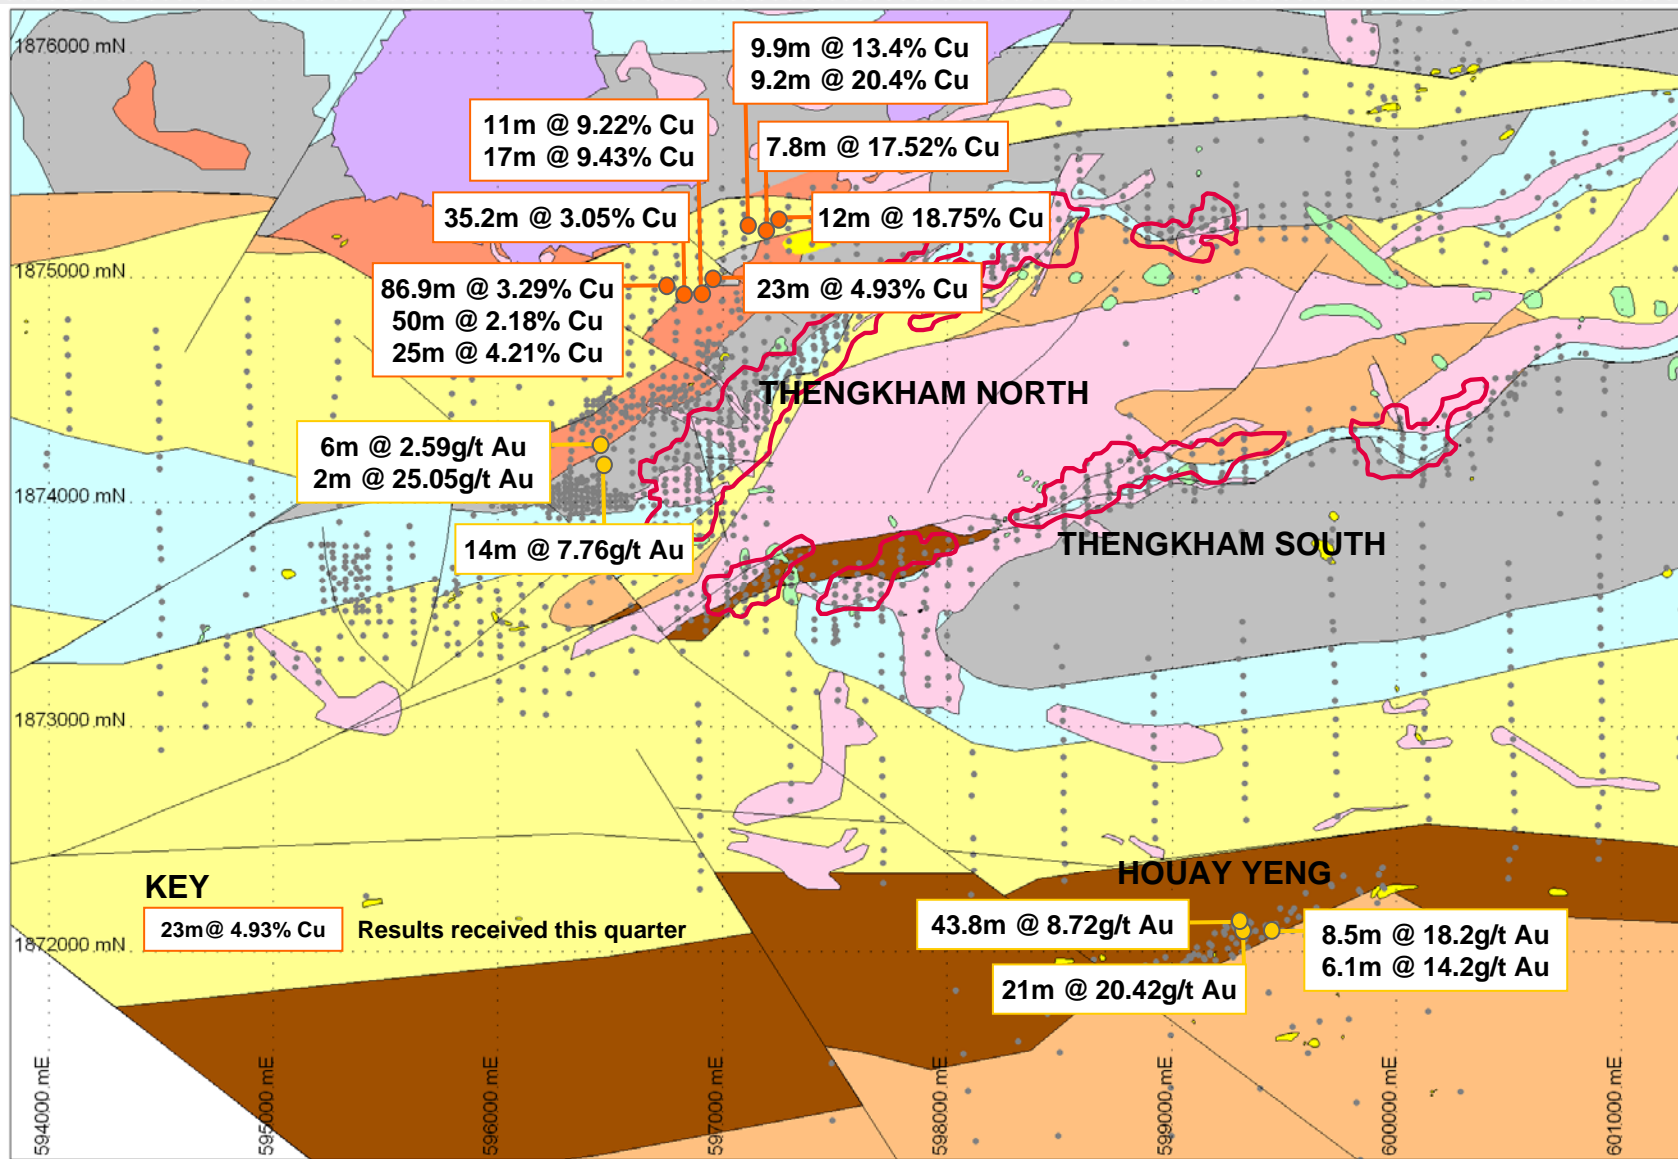 1876000 mN
9.9m @ 13.4% Cu
9.2m @ 20.4% Cu
11m @ 9.22% Cu
17m @ 9.43% Cu
7.8m @ 17.52% Cu
35.2m @ 3.05% Cu
12m @ 18.75% Cu
1875000 mN
86.9m @ 3.29% Cu
50m @ 2.18% Cu
25m @ 4.21% Cu
23m @ 4.93% Cu
THENGKHAM NORTH
6m @ 2.59g/t Au
2m @ 25.05g/t Au
1874000 mN
14m @ 7.76g/t Au
THENGKHAM SOUTH
1873000 mN
HOUAY YENG
KEY
23m@ 4.93% Cu
Results received this quarter
43.8m @ 8.72g/t Au
8.5m @ 18.2g/t Au
6.1m @ 14.2g/t Au
1872000 mN
21m @ 20.42g/t Au
594000 mE
595000 mE
596000 mE
597000 mE
598000 mE
599000 mE
600000 mE
601000 mE